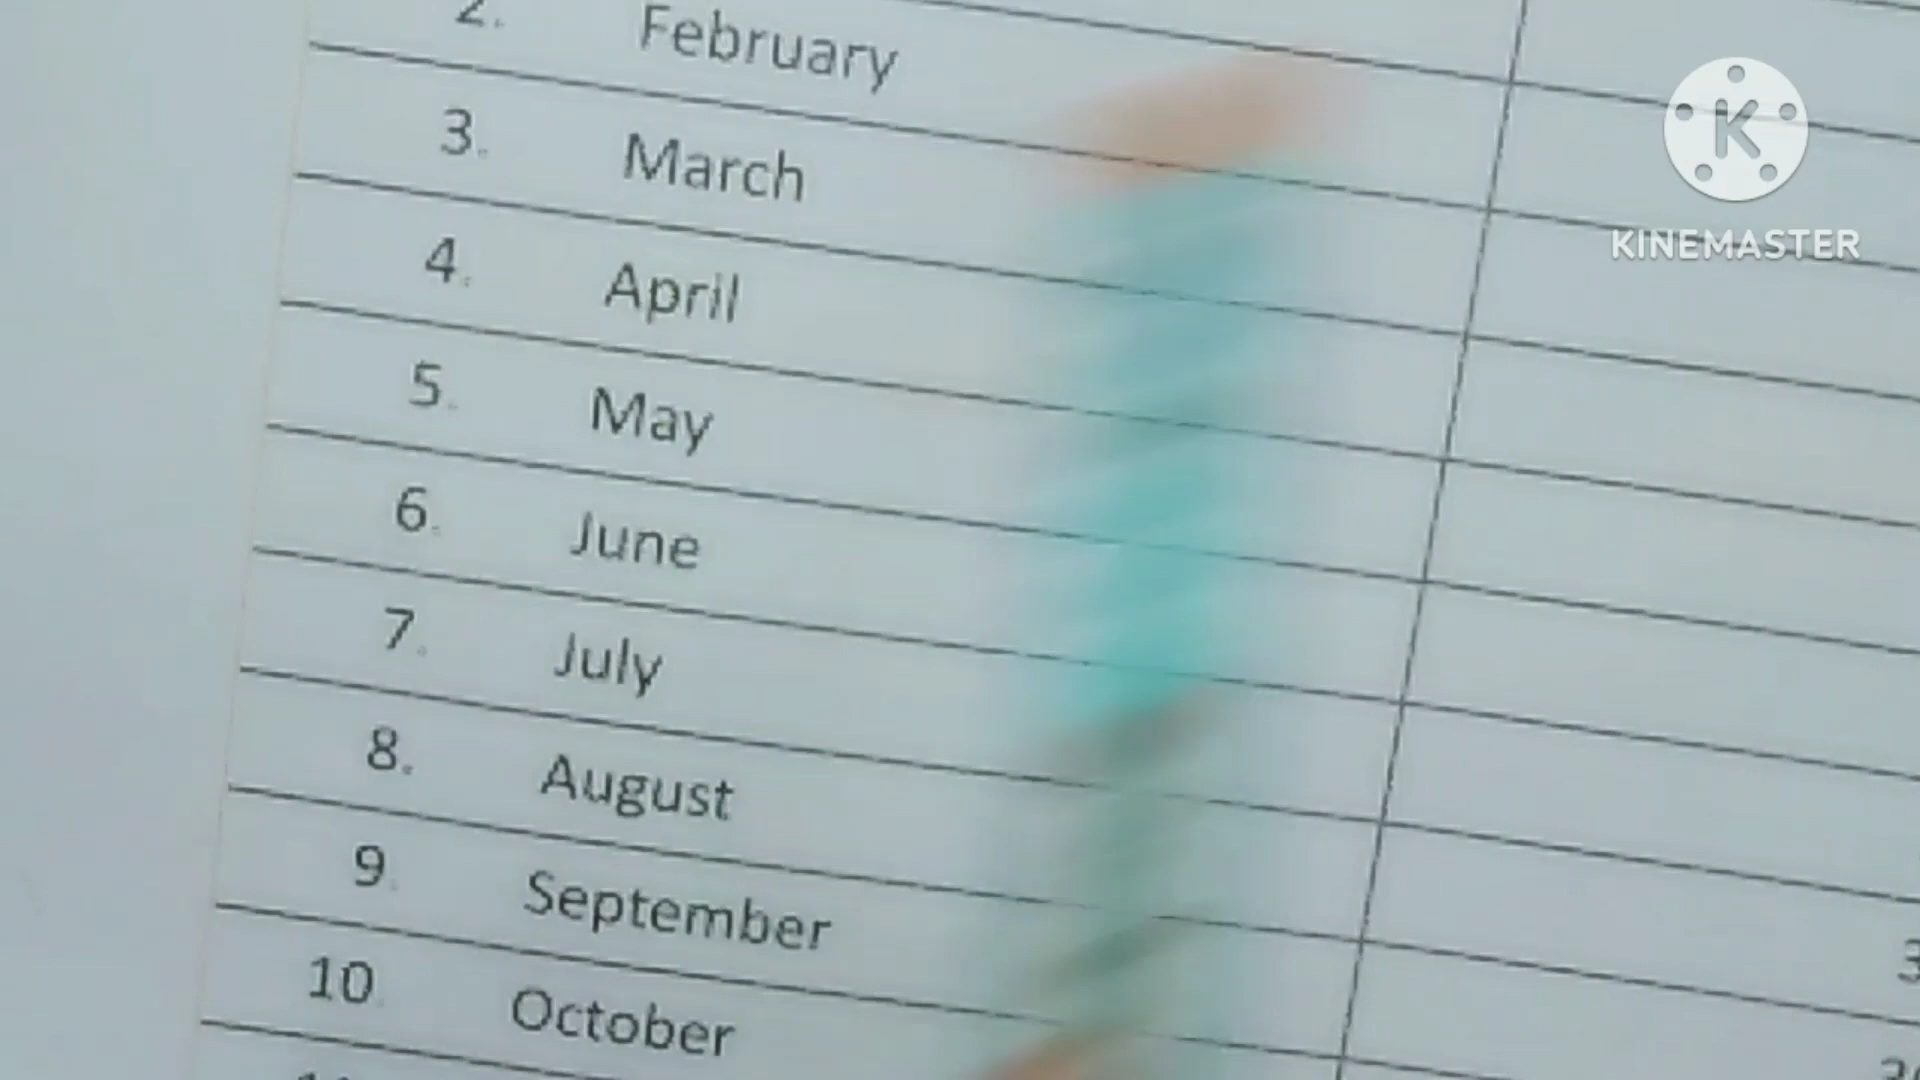 2. February
3. March
4. April
5. May
6. June
7. July
8. August
9. September
10 October
K
KINEMASTER